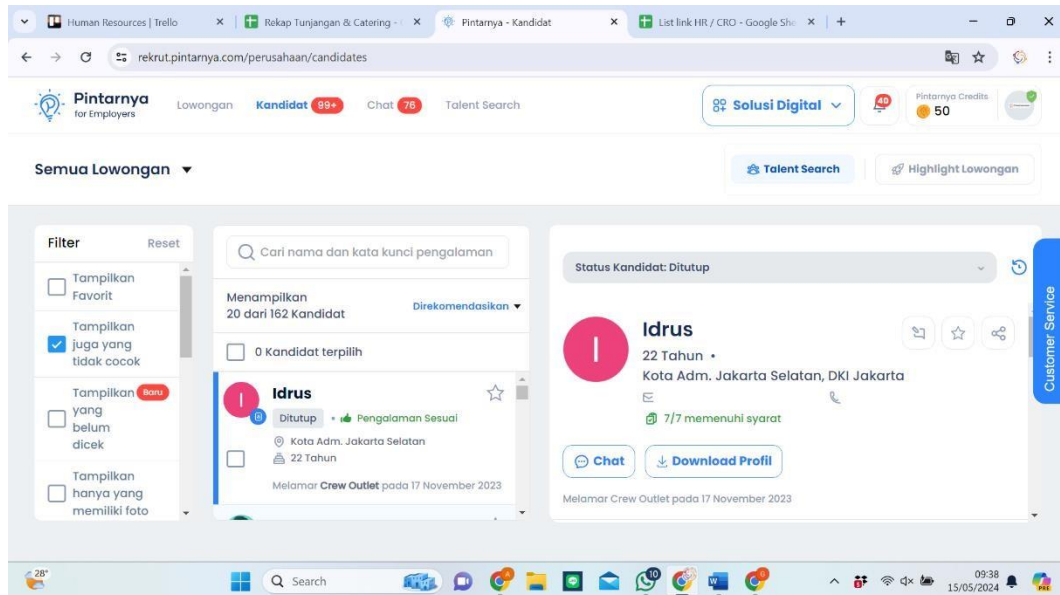 Human Resources | Trello
Rekap Tunjangan & Catering -
Pintarnya - Kandidat
List link HR / CRO - Google She
rekrut.pintarnya.com/perusahaan/candidates
Pintarnya
for Employers
Lowongan
Kandidat 99+
Chat 76
Talent Search
Solusi Digital
40
Pintarnya Credits
50
Semua Lowongan
Talent Search
Highlight Lowongan
Filter
Reset
Tampilkan
Favorit
Tampilkan
juga yang
tidak cocok
Tampilkan Baru
yang
belum
dicek
Tampilkan
hanya yang
memiliki foto
Cari nama dan kata kunci pengalaman
Menampilkan
20 dari 162 Kandidat
Direkomendasikan
0 Kandidat terpilih
I
Idrus
Ditutup • Pengalaman Sesuai
Kota Adm. Jakarta Selatan
22 Tahun
Melamar Crew Outlet pada 17 November 2023
Status Kandidat: Ditutup
I
Idrus
22 Tahun •
Kota Adm. Jakarta Selatan, DKI Jakarta
7/7 memenuhi syarat
Chat
Download Profil
Melamar Crew Outlet pada 17 November 2023
Customer Service
28°
Search
10
09:38
15/05/2024
PRE